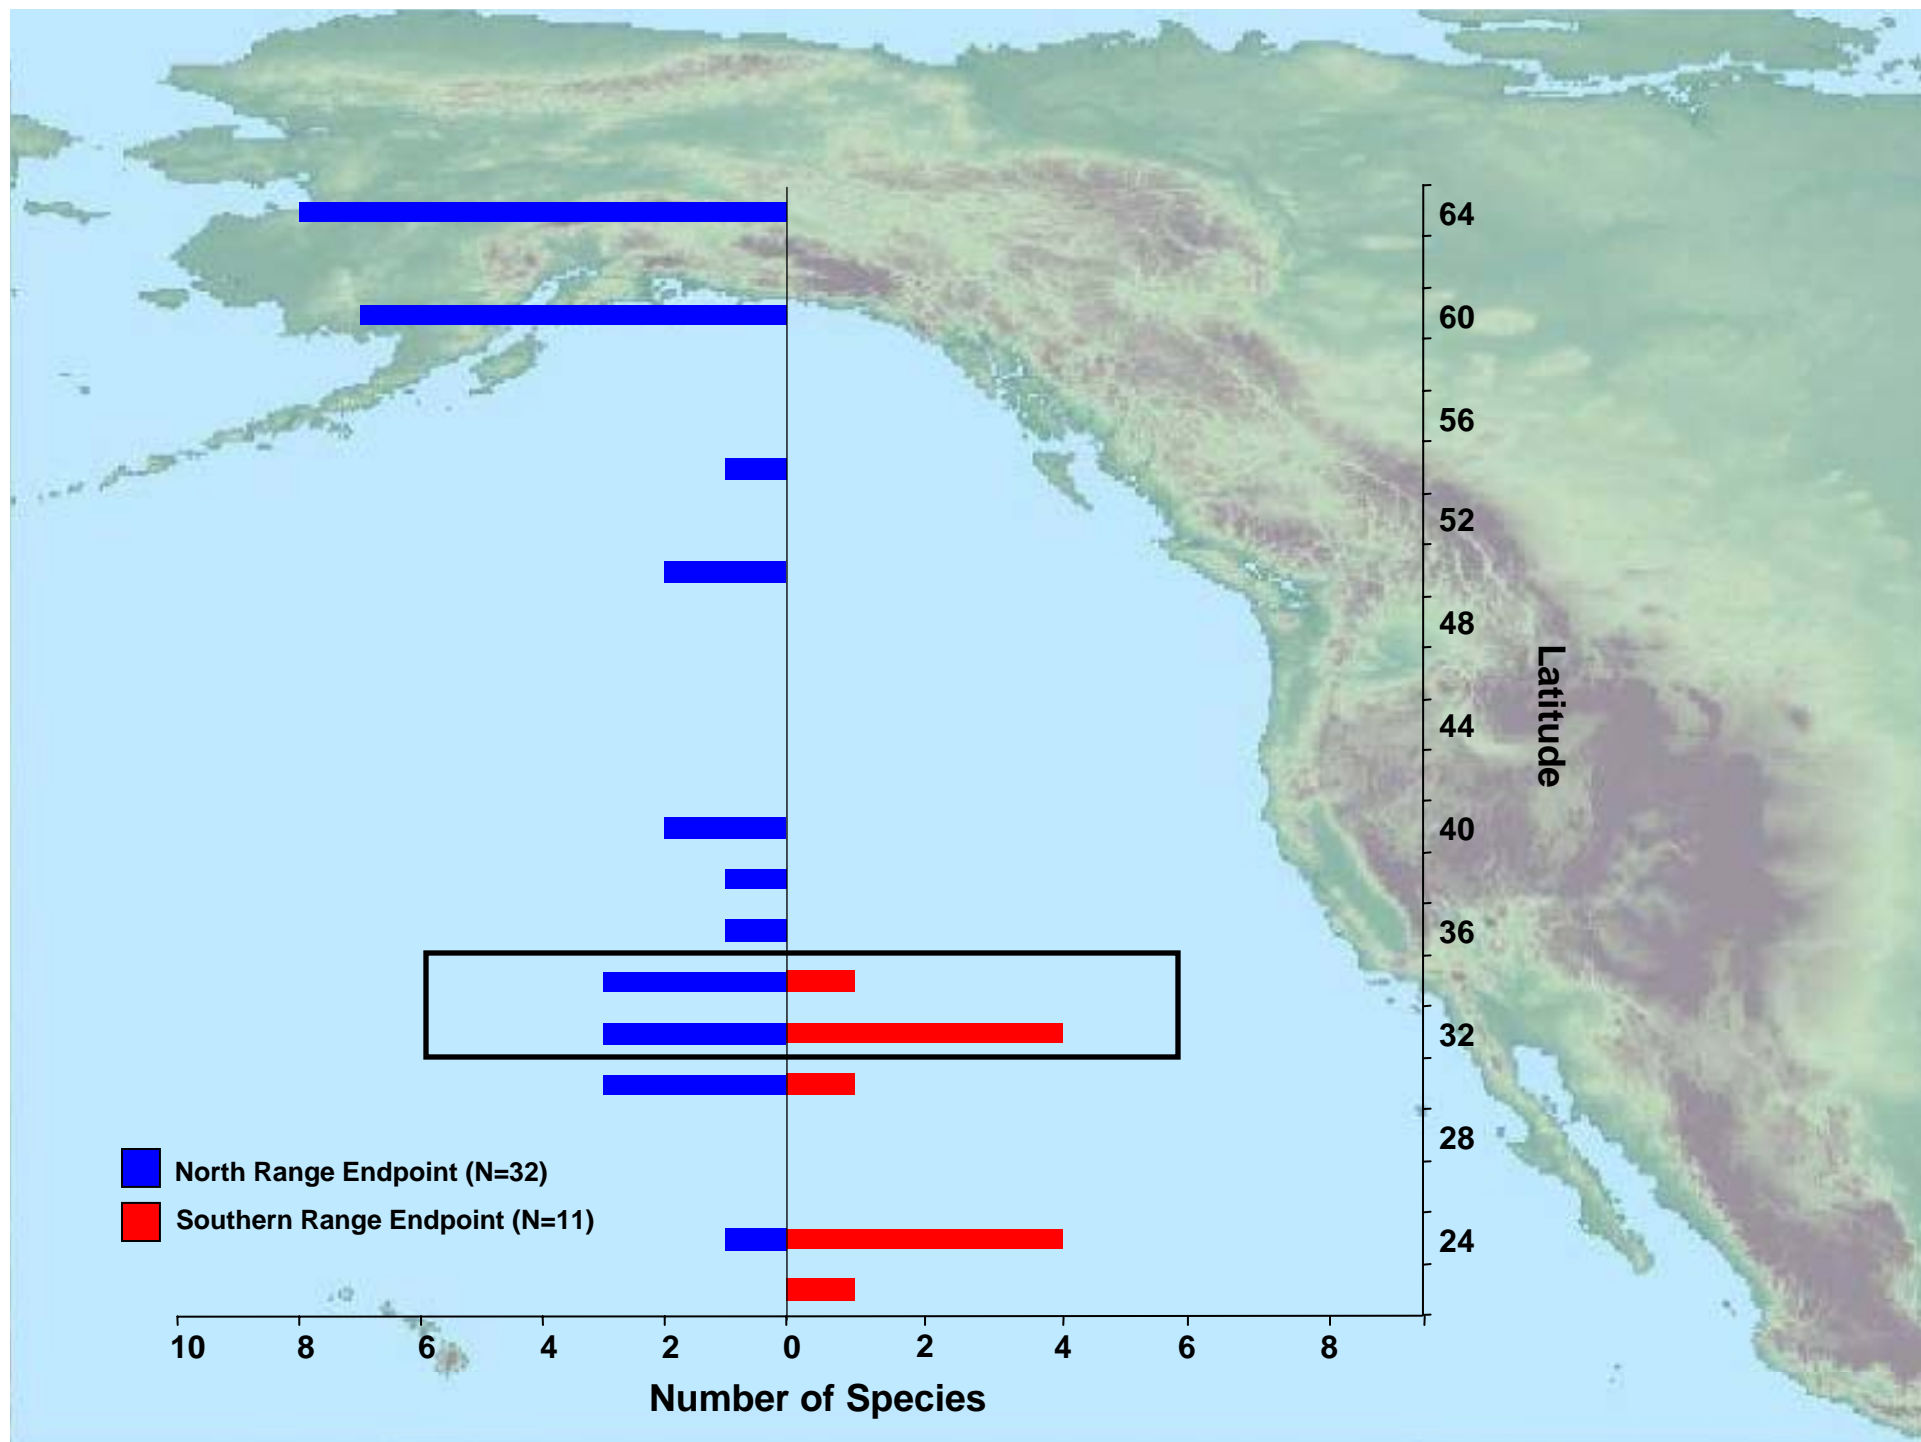 64
60
56
52
48
44
40
36
32
28
24
Latitude
North Range Endpoint (N=32)
Southern Range Endpoint (N=11)
10 8 6 4 2 0 2 4 6 8
Number of Species